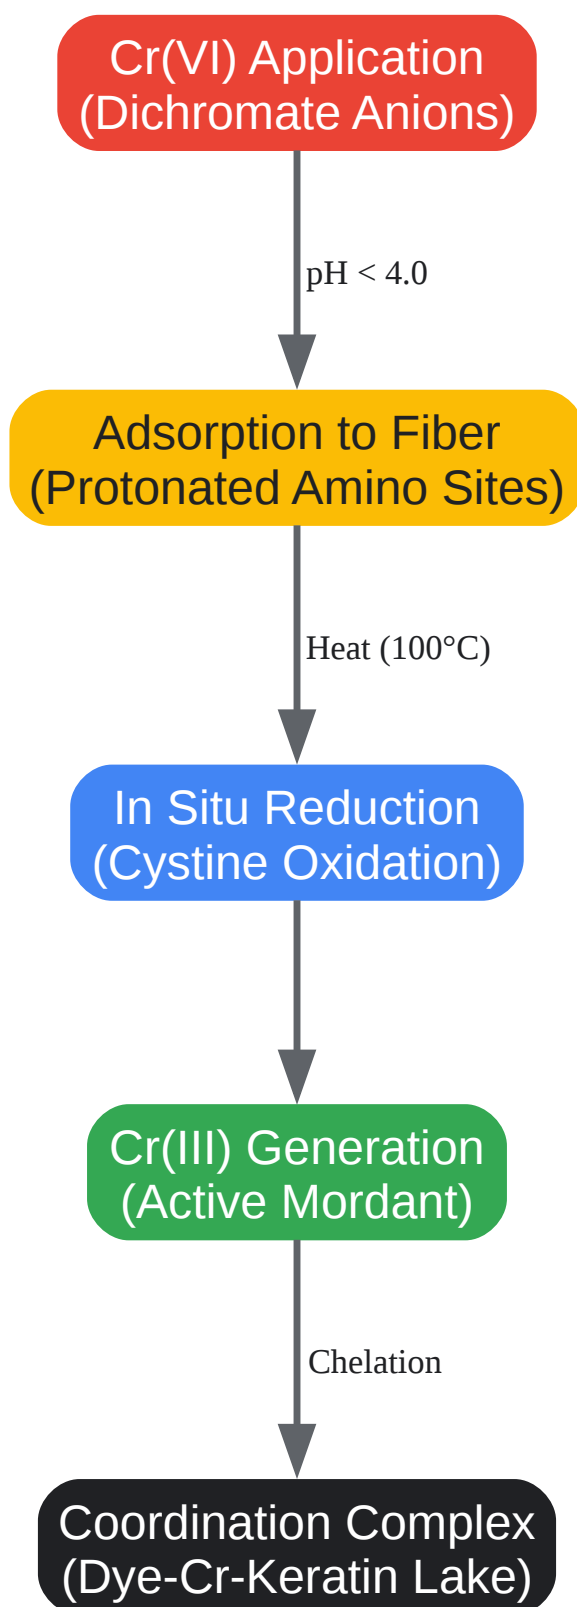 Cr(VI) Application
(Dichromate Anions)
pH < 4.0
Adsorption to Fiber
(Protonated Amino Sites)
Heat (100°C)
In Situ Reduction
(Cystine Oxidation)
Cr(III) Generation
(Active Mordant)
Chelation
Coordination Complex
(Dye-Cr-Keratin Lake)